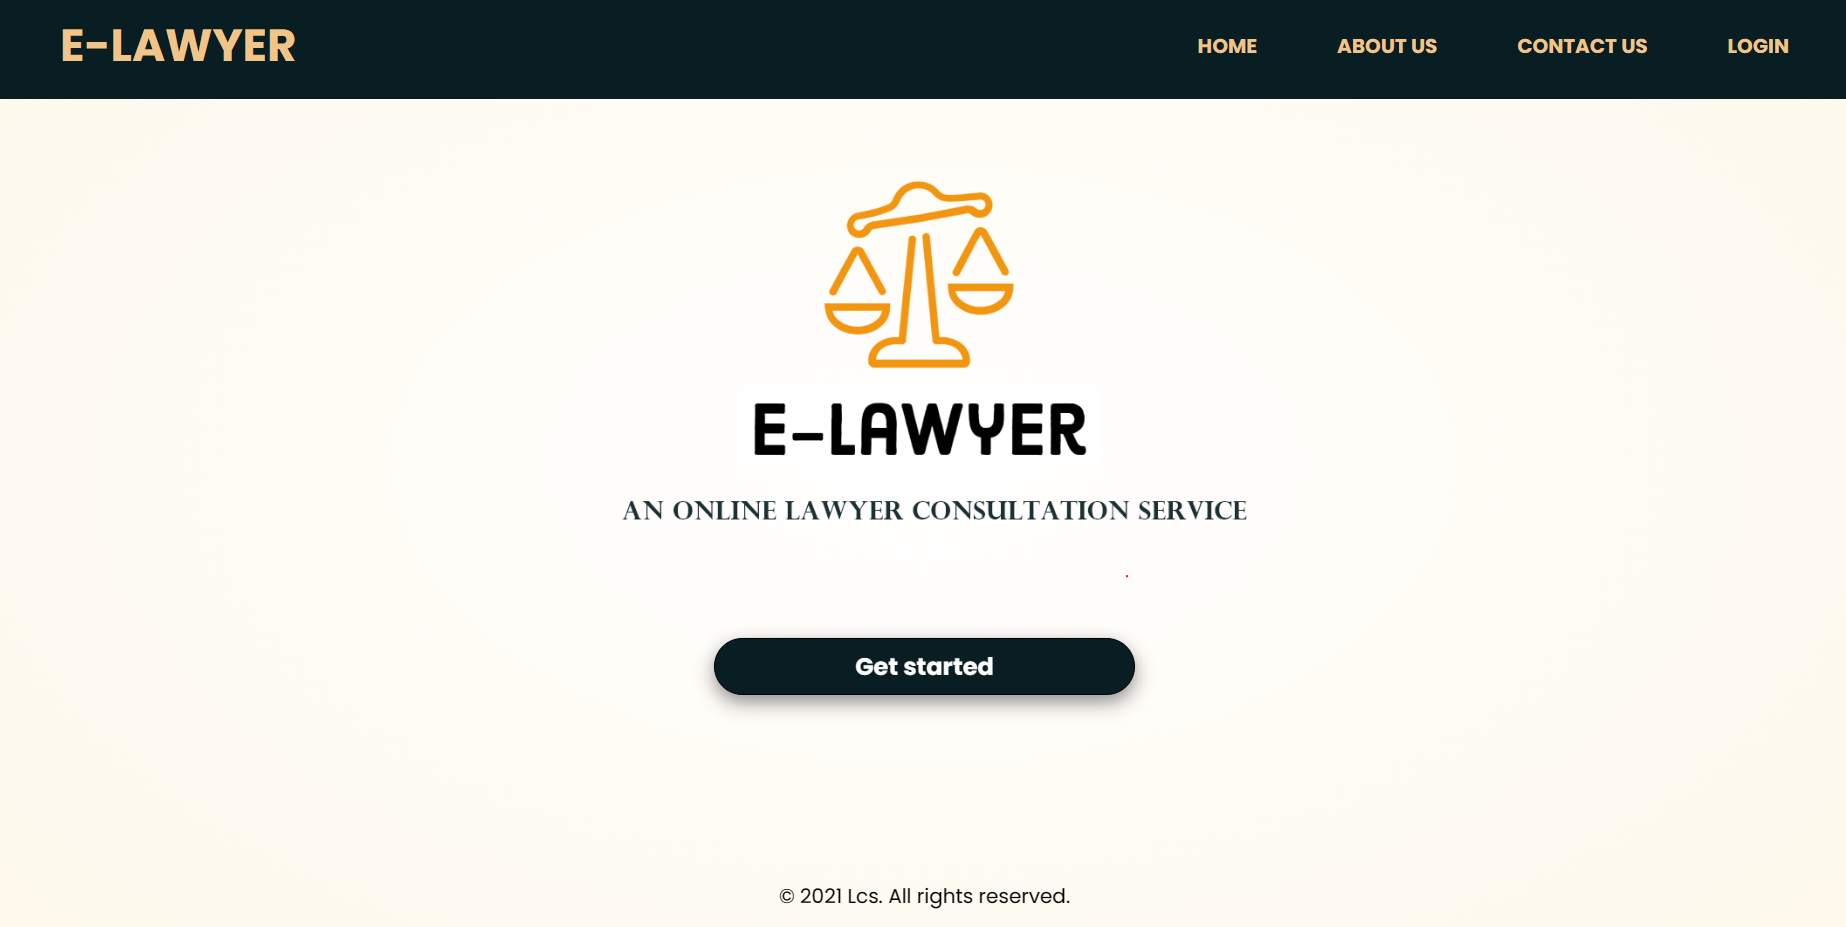 E-LAWYER
HOME ABOUT US CONTACT US LOGIN
E-LAWYER
AN ONLINE LAWYER CONSULTATION SERVICE
Get started
© 2021 Lcs. All rights reserved.